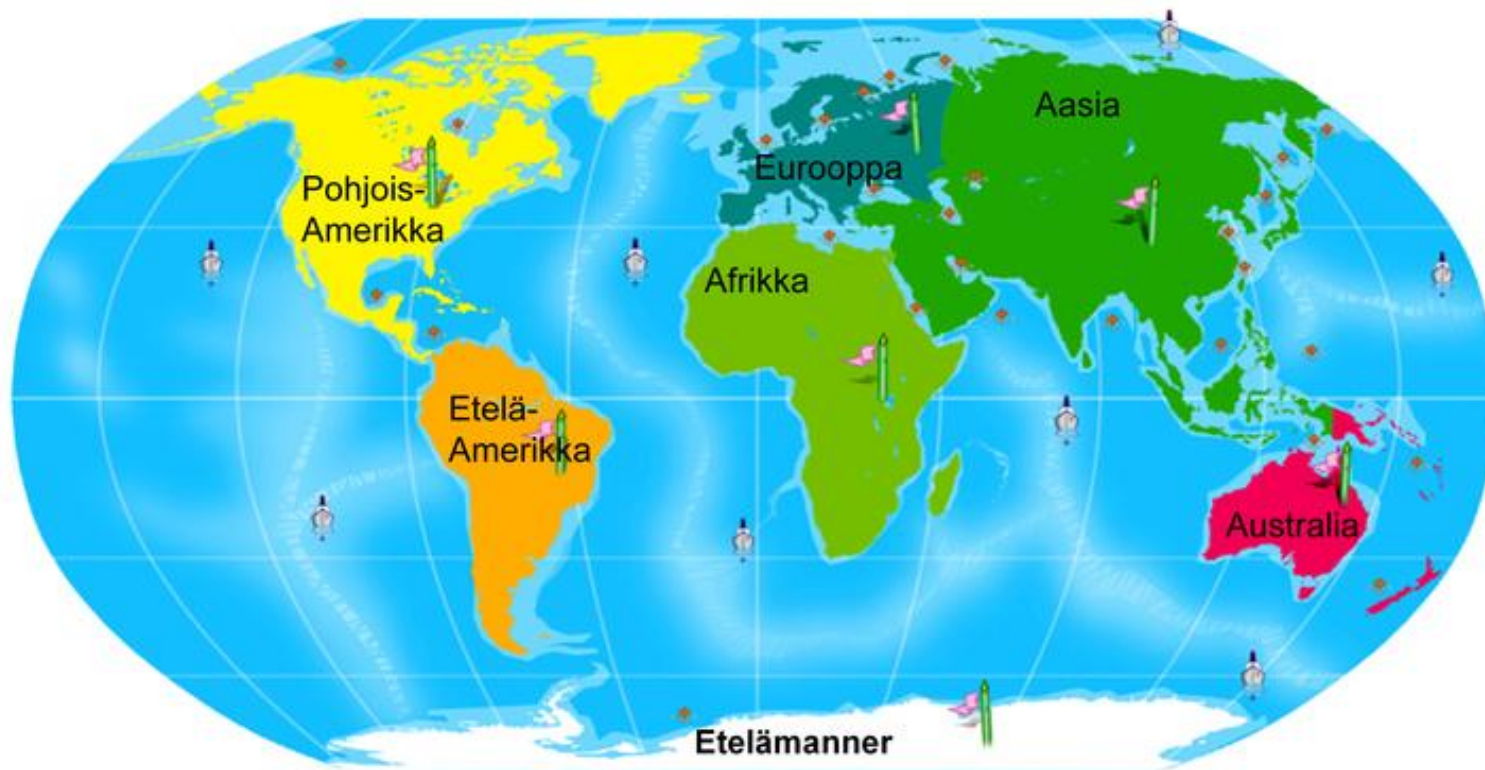 Aasia
Eurooppa
Pohjois-
Amerikka
Afrikka
Etelä-
Amerikka
Australia
Etelämanner